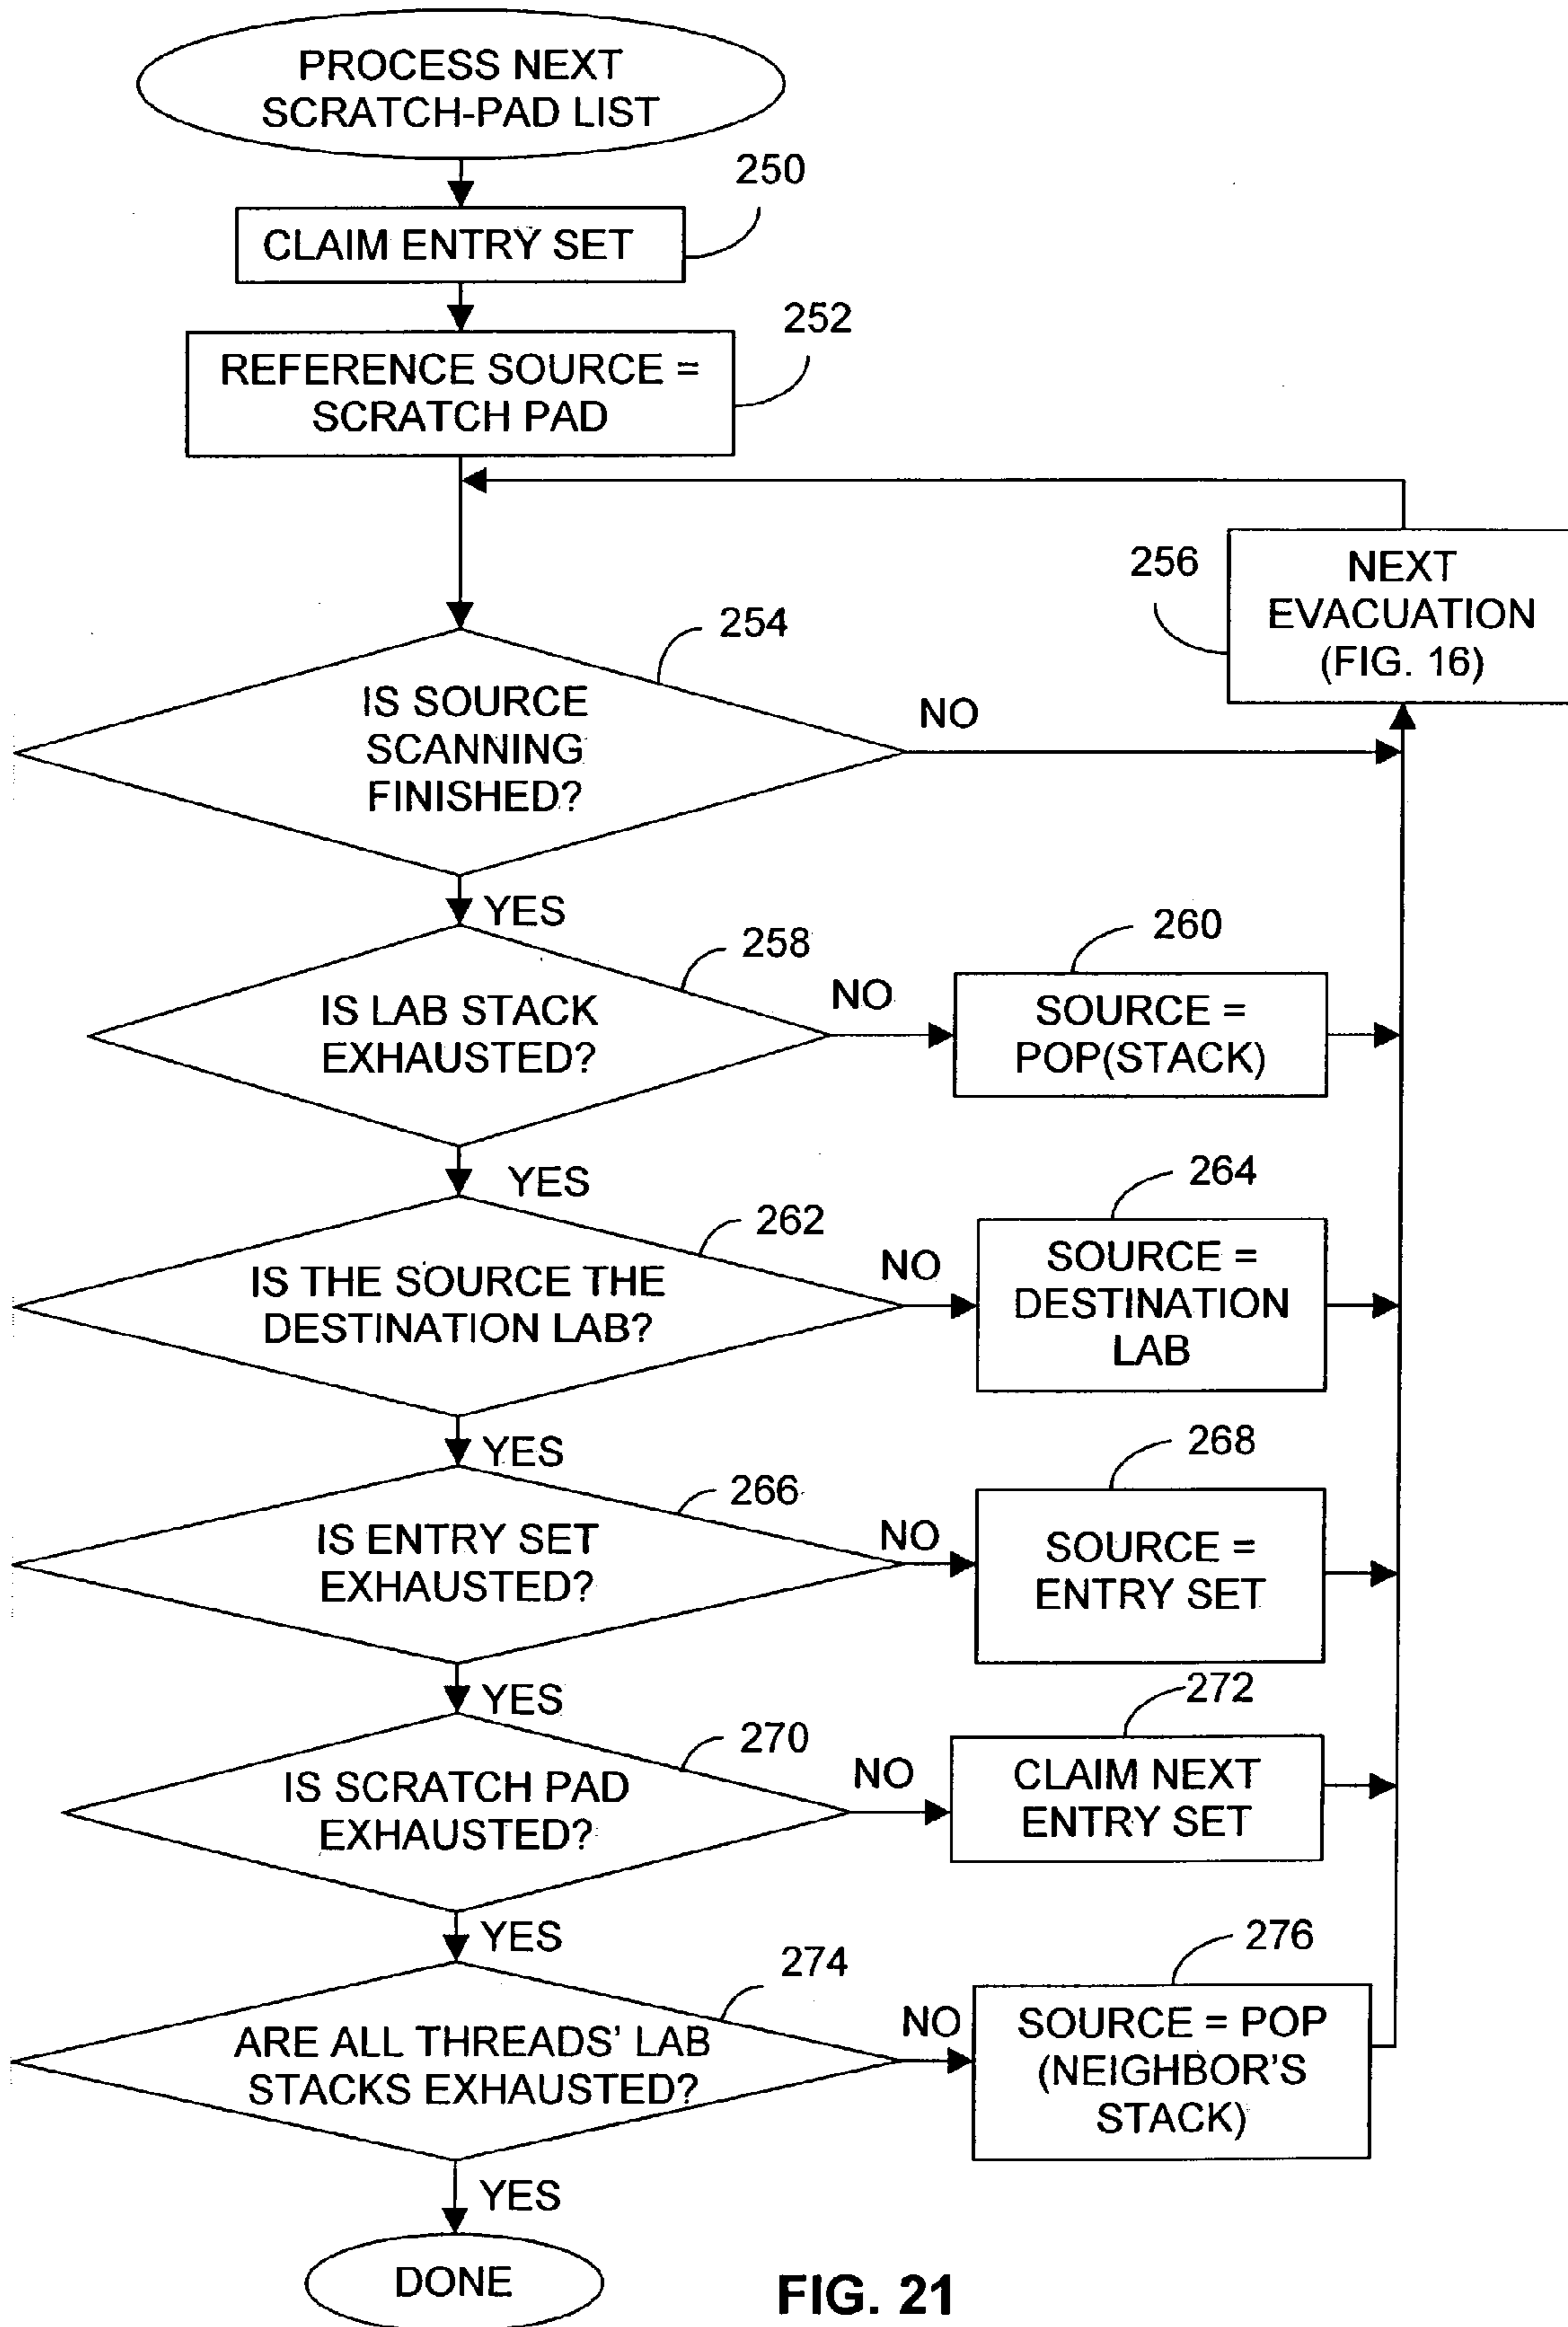 PROCESS NEXT
SCRATCH-PAD LIST
250
CLAIM ENTRY SET
252
REFERENCE SOURCE =
SCRATCH PAD
256
NEXT
EVACUATION
(FIG. 16)
254
IS SOURCE
SCANNING
FINISHED?
NO
YES
258
IS LAB STACK
EXHAUSTED?
NO
260
SOURCE =
POP(STACK)
YES
262
IS THE SOURCE THE
DESTINATION LAB?
NO
264
SOURCE =
DESTINATION
LAB
YES
266
IS ENTRY SET
EXHAUSTED?
NO
268
SOURCE =
ENTRY SET
YES
270
IS SCRATCH PAD
EXHAUSTED?
NO
272
CLAIM NEXT
ENTRY SET
YES
274
ARE ALL THREADS' LAB
STACKS EXHAUSTED?
NO
276
SOURCE = POP
(NEIGHBOR'S
STACK)
YES
DONE
FIG. 21